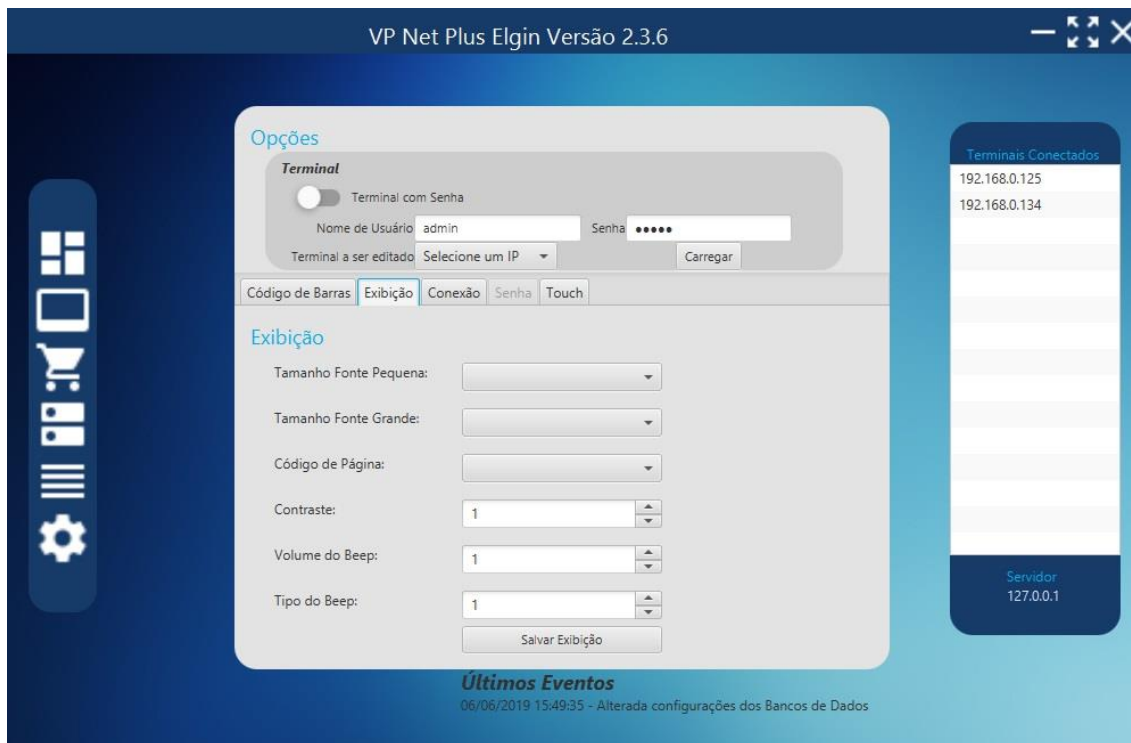 VP Net Plus Elgin Versão 2.3.6
Opções
Terminal
Terminal com Senha
Nome de Usuário admin Senha •••••
Terminal a ser editado Selecione um IP Carregar
Código de Barras Exibição Conexão Senha Touch
Exibição
Tamanho Fonte Pequena:
Tamanho Fonte Grande:
Código de Página:
Contraste: 1
Volume do Beep: 1
Tipo do Beep: 1
Salvar Exibição
Terminais Conectados
192.168.0.125
192.168.0.134
Servidor
127.0.0.1
Últimos Eventos
06/06/2019 15:49:35 - Alterada configurações dos Bancos de Dados